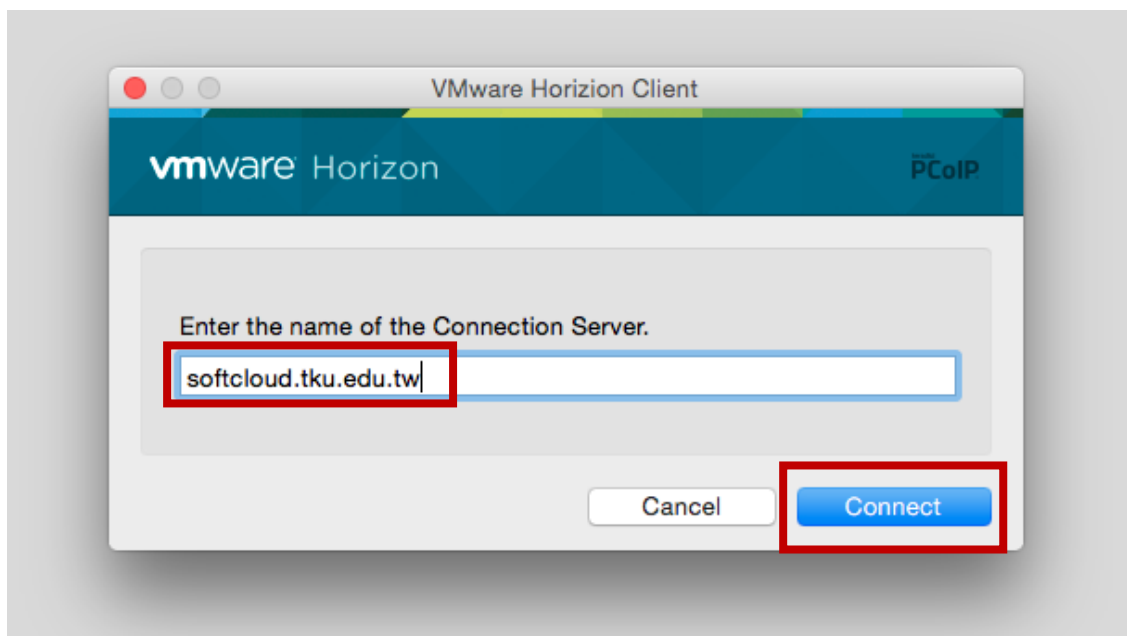 VMware Horizion Client
vmware Horizon
PCoIP
Enter the name of the Connection Server.
softcloud.tku.edu.tw
Cancel
Connect